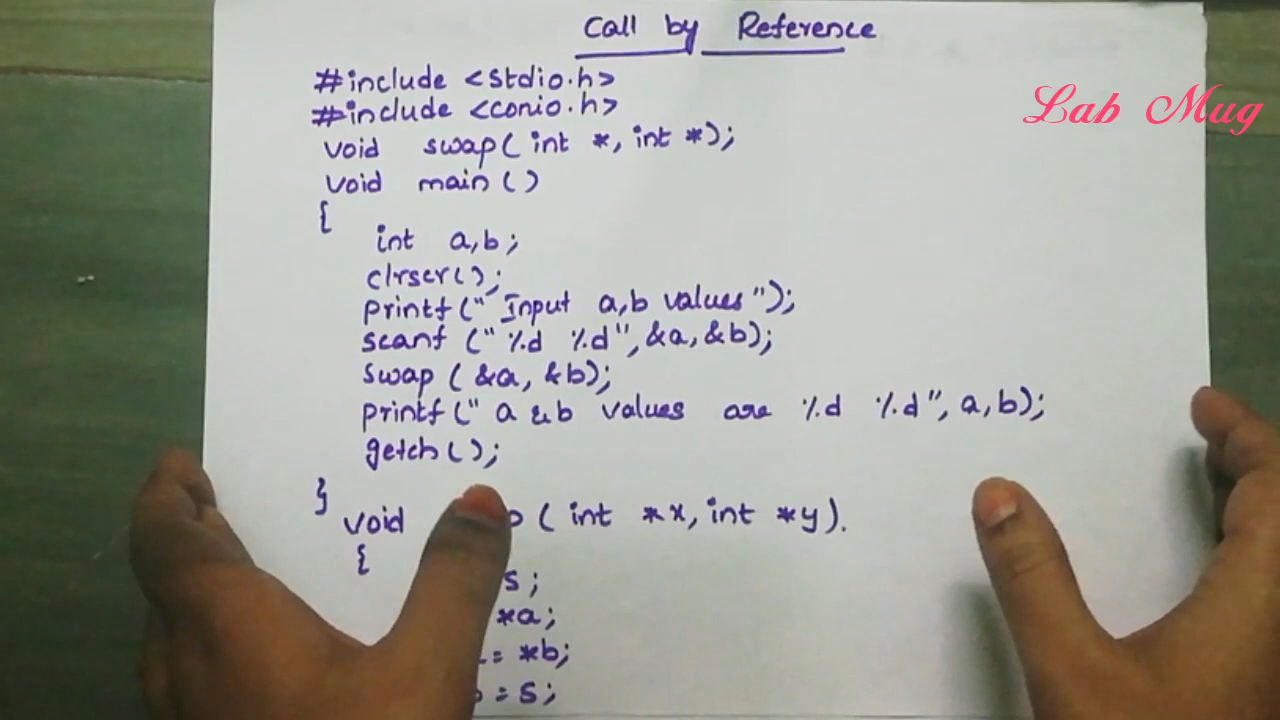 Call by Reference
Lab Mug
#include <stdio.h>
#include <conio.h>
void swap( int *, int *);
void main ()
{
int a,b;
clrscr();
printf (" Input a,b values");
scanf (" %d %d", &a, &b);
swap ( &a, &b);
printf (" a & b values are %d %d", a, b);
getch ();
}
void p ( int *x, int *y).
{
s;
*a;
= *b;
= s;